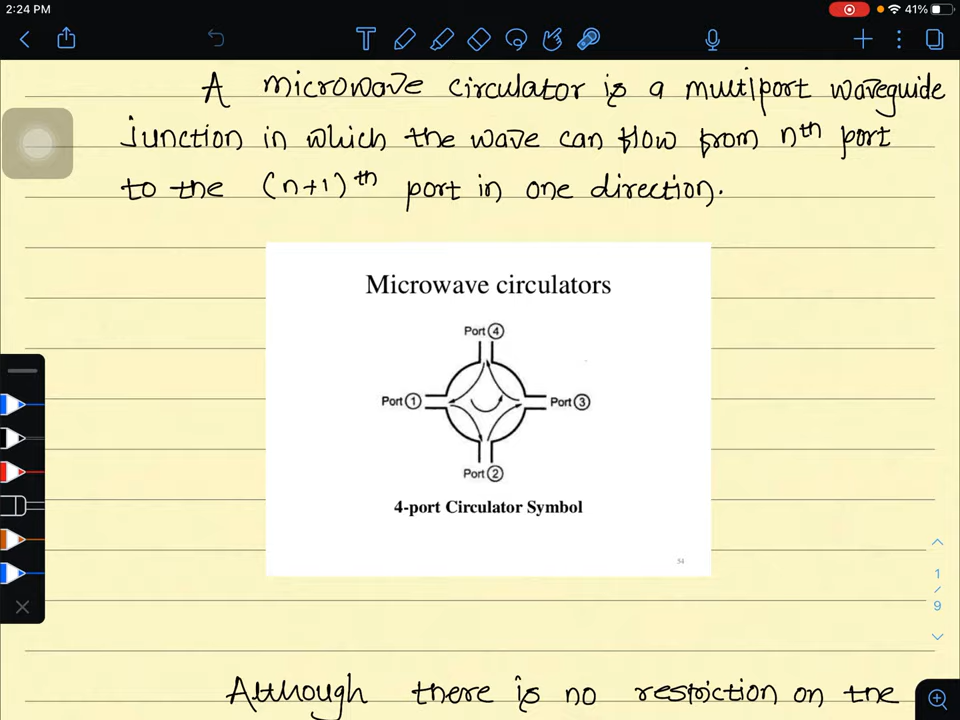 2:24 PM
41%
A microwave circulator is a multiport waveguide
Junction in which the wave can flow from nth port
to the (n+1)th port in one direction.
Microwave circulators
Port 4
Port 1
Port 3
Port 2
4-port Circulator Symbol
54
1
/
9
Although there is no restriction on the